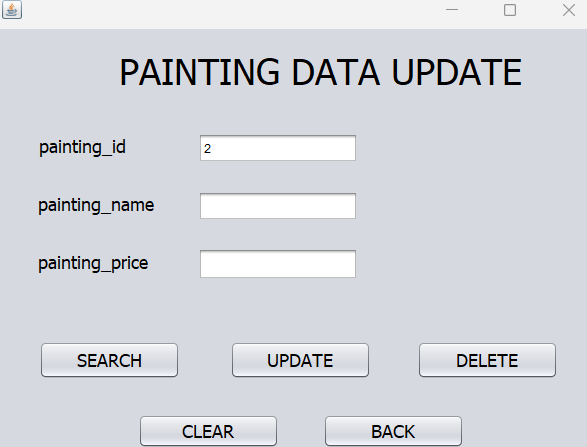 PAINTING DATA UPDATE
painting_id 2
painting_name
painting_price
SEARCH UPDATE DELETE
CLEAR BACK